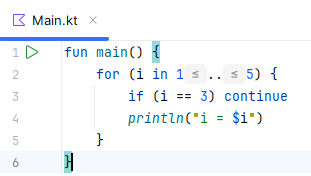 Main.kt ×
1 fun main() {
2 for (i in 1 ≤ .. ≤ 5) {
3 if (i == 3) continue
4 println("i = $i")
5 }
6 }